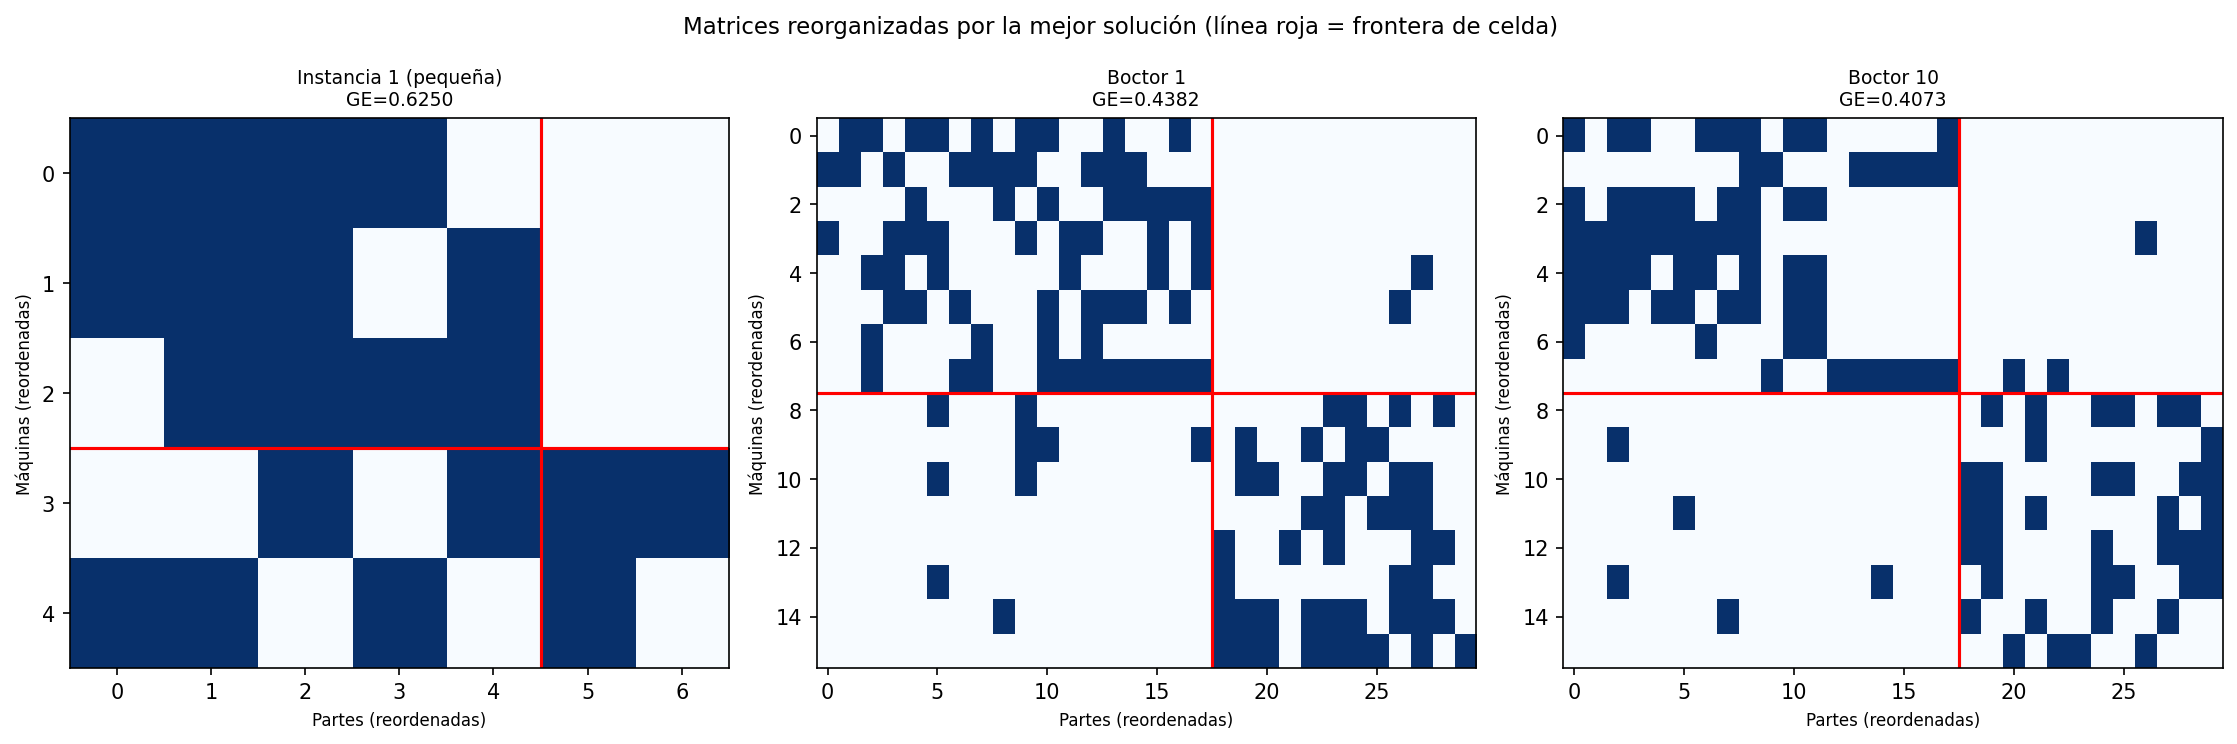 Matrices reorganizadas por la mejor solución (línea roja = frontera de celda)
Instancia 1 (pequeña)
GE=0.6250
Máquinas (reordenadas)
0
1
2
3
4
0 1 2 3 4 5 6
Partes (reordenadas)
Boctor 1
GE=0.4382
Máquinas (reordenadas)
0
2
4
6
8
10
12
14
0 5 10 15 20 25
Partes (reordenadas)
Boctor 10
GE=0.4073
Máquinas (reordenadas)
0
2
4
6
8
10
12
14
0 5 10 15 20 25
Partes (reordenadas)